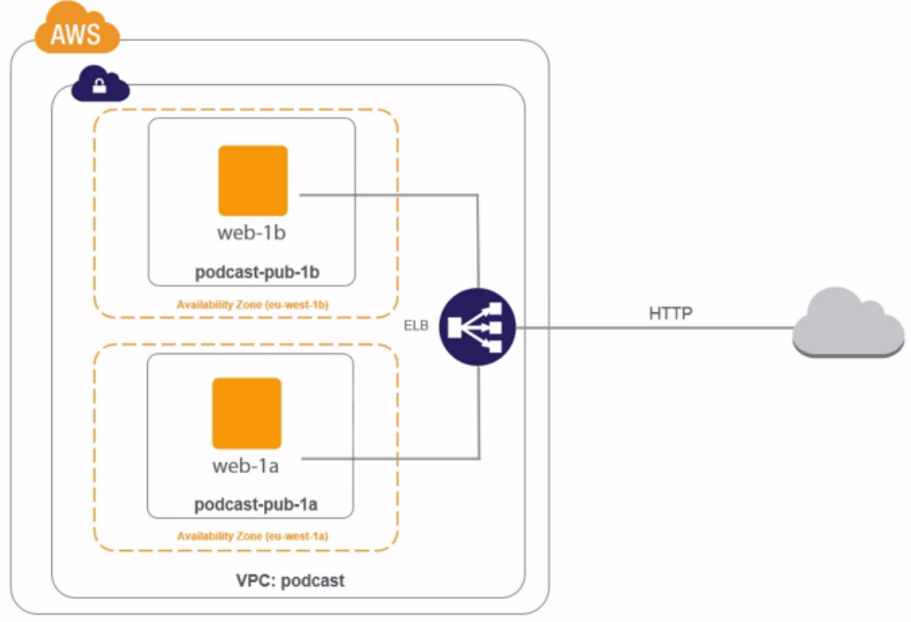 AWS
web-1b
podcast-pub-1b
Availability Zone (eu-west-1b)
ELB
HTTP
web-1a
podcast-pub-1a
Availability Zone (eu-west-1a)
VPC: podcast